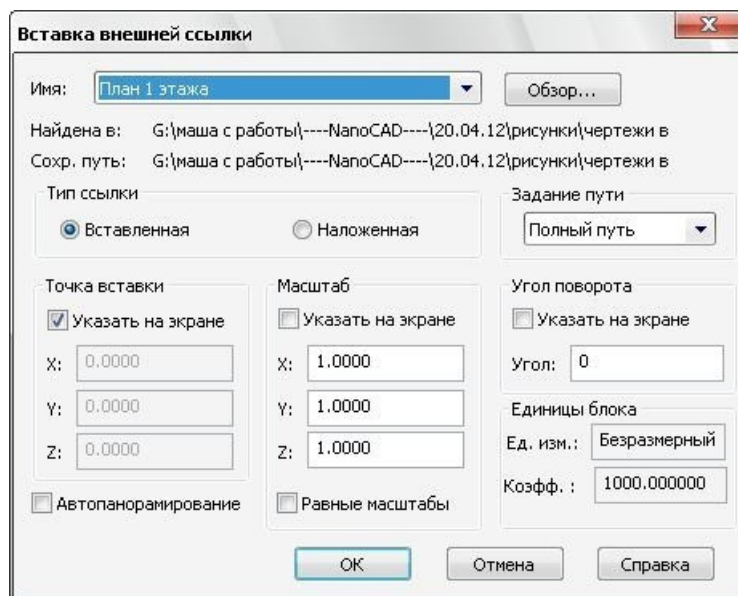 Вставка внешней ссылки
Имя: План 1 этажа Обзор...
Найдена в: G:\маша с работы\----NanoCAD----\20.04.12\рисунки\чертежи в
Сохр. путь: G:\маша с работы\----NanoCAD----\20.04.12\рисунки\чертежи в
Тип ссылки
Вставленная Наложенная
Задание пути
Полный путь
Точка вставки
Указать на экране
X: 0.0000
Y: 0.0000
Z: 0.0000
Автопанорамирование
Масштаб
Указать на экране
X: 1.0000
Y: 1.0000
Z: 1.0000
Равные масштабы
Угол поворота
Указать на экране
Угол: 0
Единицы блока
Ед. изм.: Безразмерный
Коэфф. : 1000.000000
ОК Отмена Справка